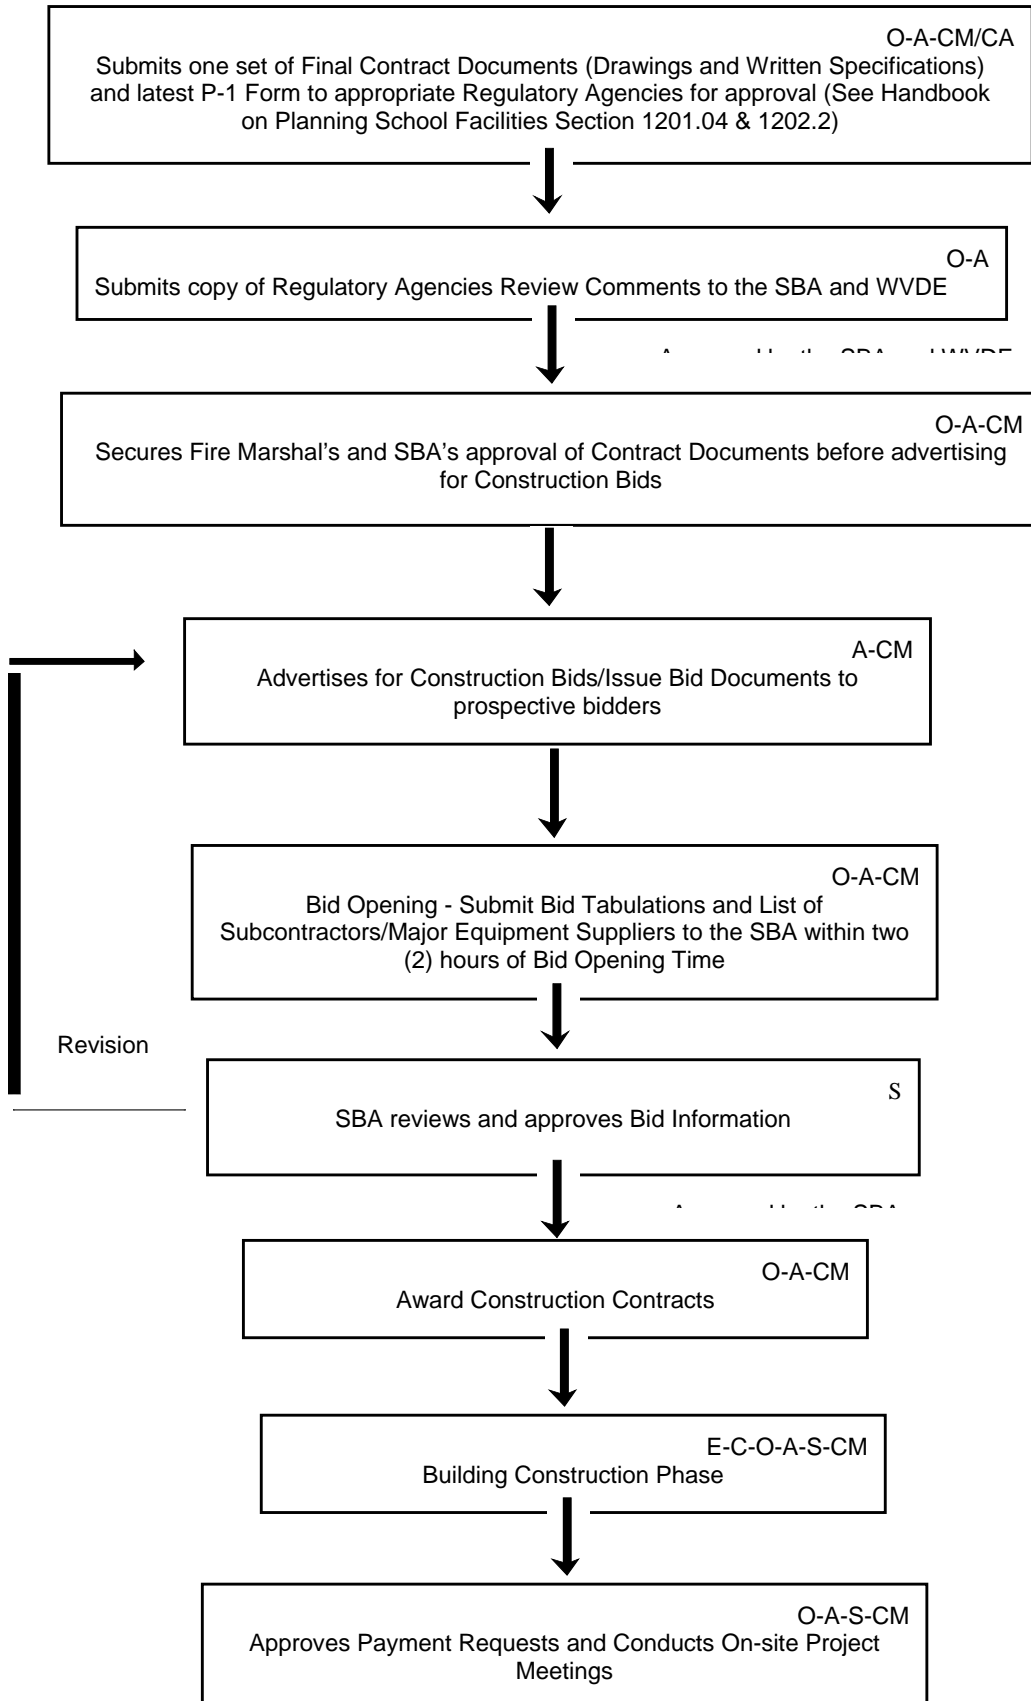 O-A-CM/CA
Submits one set of Final Contract Documents (Drawings and Written Specifications)
and latest P-1 Form to appropriate Regulatory Agencies for approval (See Handbook
on Planning School Facilities Section 1201.04 & 1202.2)
O-A
Submits copy of Regulatory Agencies Review Comments to the SBA and WVDE
O-A-CM
Secures Fire Marshal’s and SBA’s approval of Contract Documents before advertising
for Construction Bids
A-CM
Advertises for Construction Bids/Issue Bid Documents to
prospective bidders
O-A-CM
Bid Opening - Submit Bid Tabulations and List of
Subcontractors/Major Equipment Suppliers to the SBA within two
(2) hours of Bid Opening Time
Revision
S
SBA reviews and approves Bid Information
O-A-CM
Award Construction Contracts
E-C-O-A-S-CM
Building Construction Phase
O-A-S-CM
Approves Payment Requests and Conducts On-site Project
Meetings